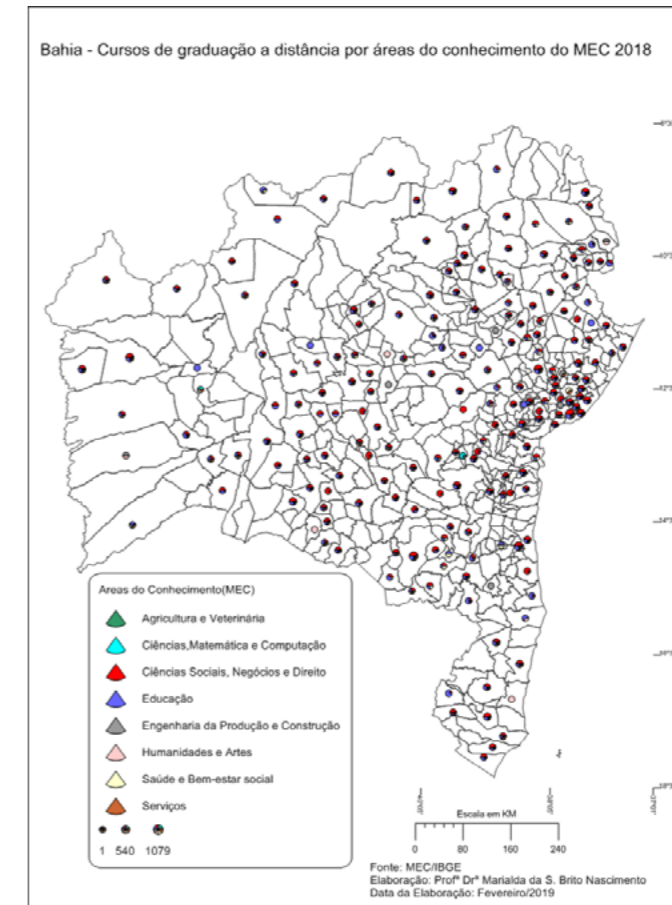 Bahia - Cursos de graduação a distância por áreas do conhecimento do MEC 2018
Areas do Conhecimento(MEC)
Agricultura e Veterinária
Ciências,Matemática e Computação
Ciências Sociais, Negócios e Direito
Educação
Engenharia da Produção e Construção
Humanidades e Artes
Saúde e Bem-estar social
Serviços
1 540 1079
Escala em KM
0 80 160 240
Fonte: MEC/IBGE
Elaboração: Profª Drª Marialda da S. Brito Nascimento
Data da Elaboração: Fevereiro/2019